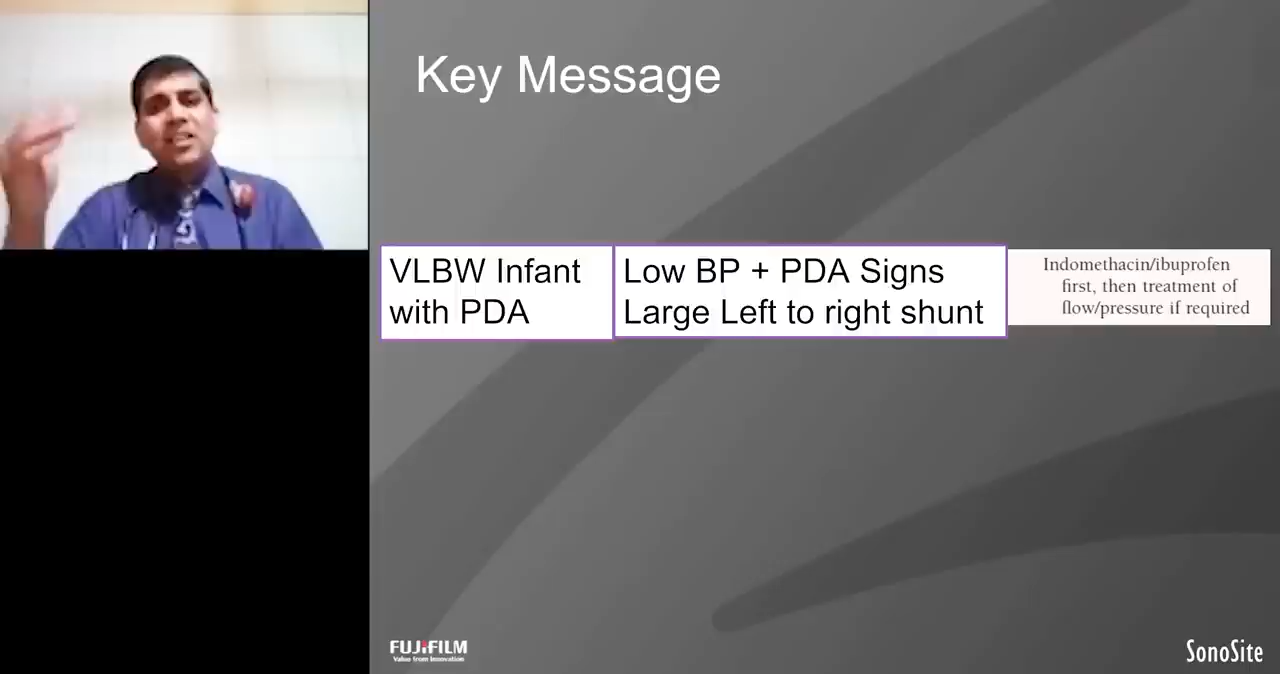 Key Message
VLBW Infant
with PDA
Low BP + PDA Signs
Large Left to right shunt
Indomethacin/ibuprofen
first, then treatment of
flow/pressure if required
FUJIFILM
Value from Innovation
SonoSite